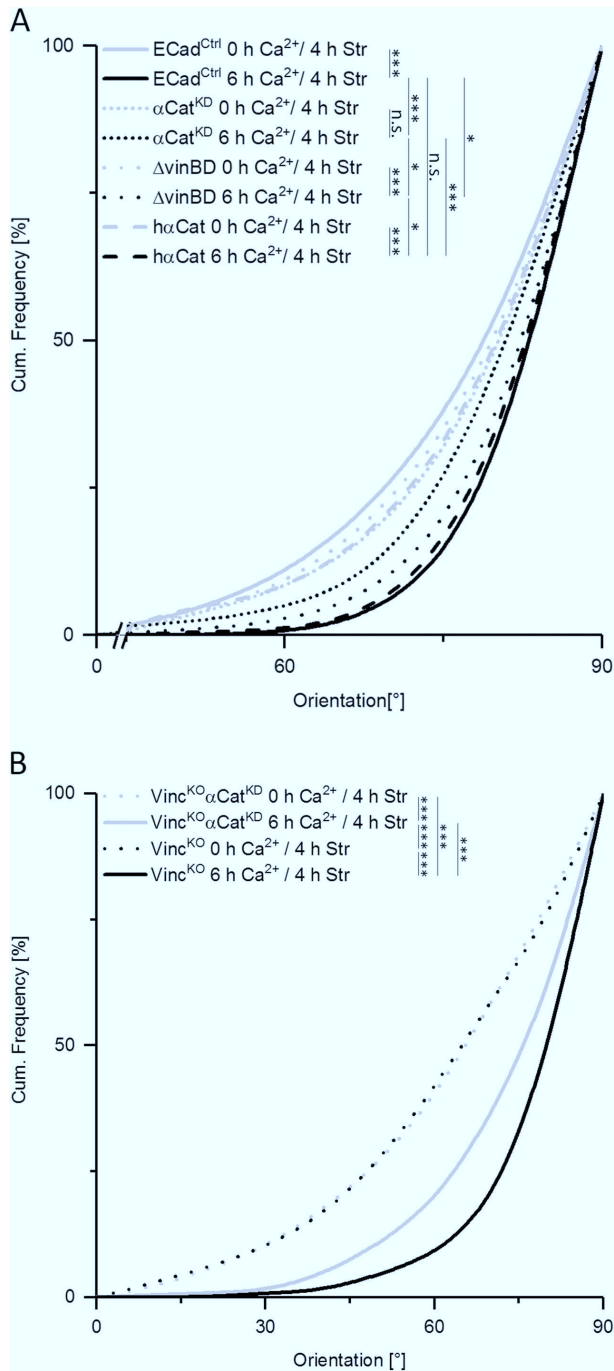 A
100
ECad^Ctrl 0 h Ca²⁺/ 4 h Str
ECad^Ctrl 6 h Ca²⁺/ 4 h Str
αCat^KD 0 h Ca²⁺/ 4 h Str
αCat^KD 6 h Ca²⁺/ 4 h Str
ΔvinBD 0 h Ca²⁺/ 4 h Str
ΔvinBD 6 h Ca²⁺/ 4 h Str
hαCat 0 h Ca²⁺/ 4 h Str
hαCat 6 h Ca²⁺/ 4 h Str
***
n.s.
***
***
***
*
*
n.s.
***
*
Cum. Frequency [%]
50
0
0
60
90
Orientation[°]
B
100
Vinc^KO αCat^KD 0 h Ca²⁺ / 4 h Str
Vinc^KO αCat^KD 6 h Ca²⁺ / 4 h Str
Vinc^KO 0 h Ca²⁺ / 4 h Str
Vinc^KO 6 h Ca²⁺ / 4 h Str
***
***
***
***
***
Cum. Frequency [%]
50
0
0
30
60
90
Orientation [°]